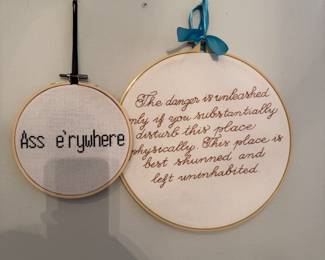 Ass e'rywhere
The danger is unleashed
only if you substantially
disturb this place
physically. This place is
best shunned and
left uninhabited